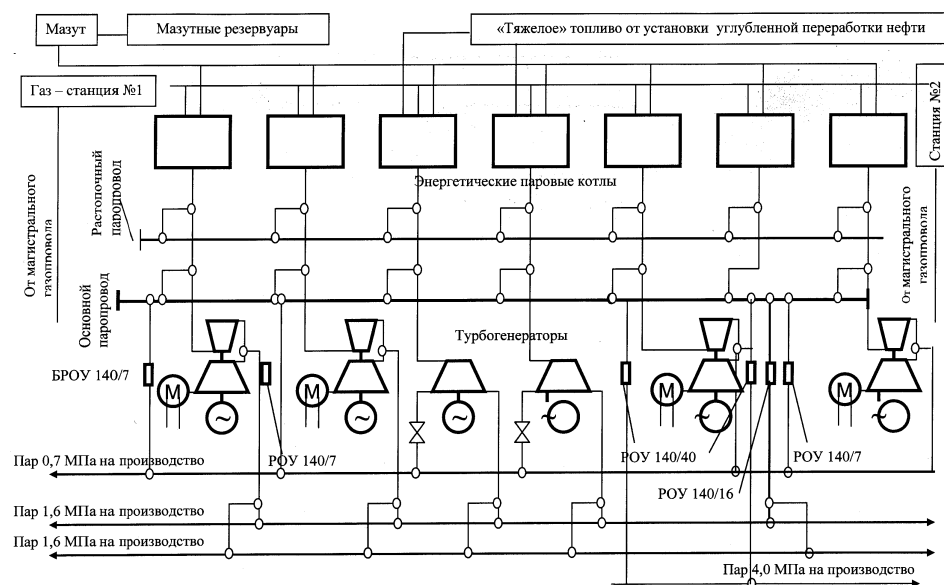 Мазут
Мазутные резервуары
«Тяжелое» топливо от установки углубленной переработки нефти
Газ – станция №1
Станция №2
Энергетические паровые котлы
Растопочный
паропровод
От магистрального
газопровода
От магистрального
газопровода
Основной
паропровод
Турбогенераторы
БРОУ 140/7
М
М
М
М
~
~
~
~
~
~
Пар 0,7 МПа на производство
РОУ 140/7
РОУ 140/40
РОУ 140/7
РОУ 140/16
Пар 1,6 МПа на производство
Пар 1,6 МПа на производство
Пар 4,0 МПа на производство